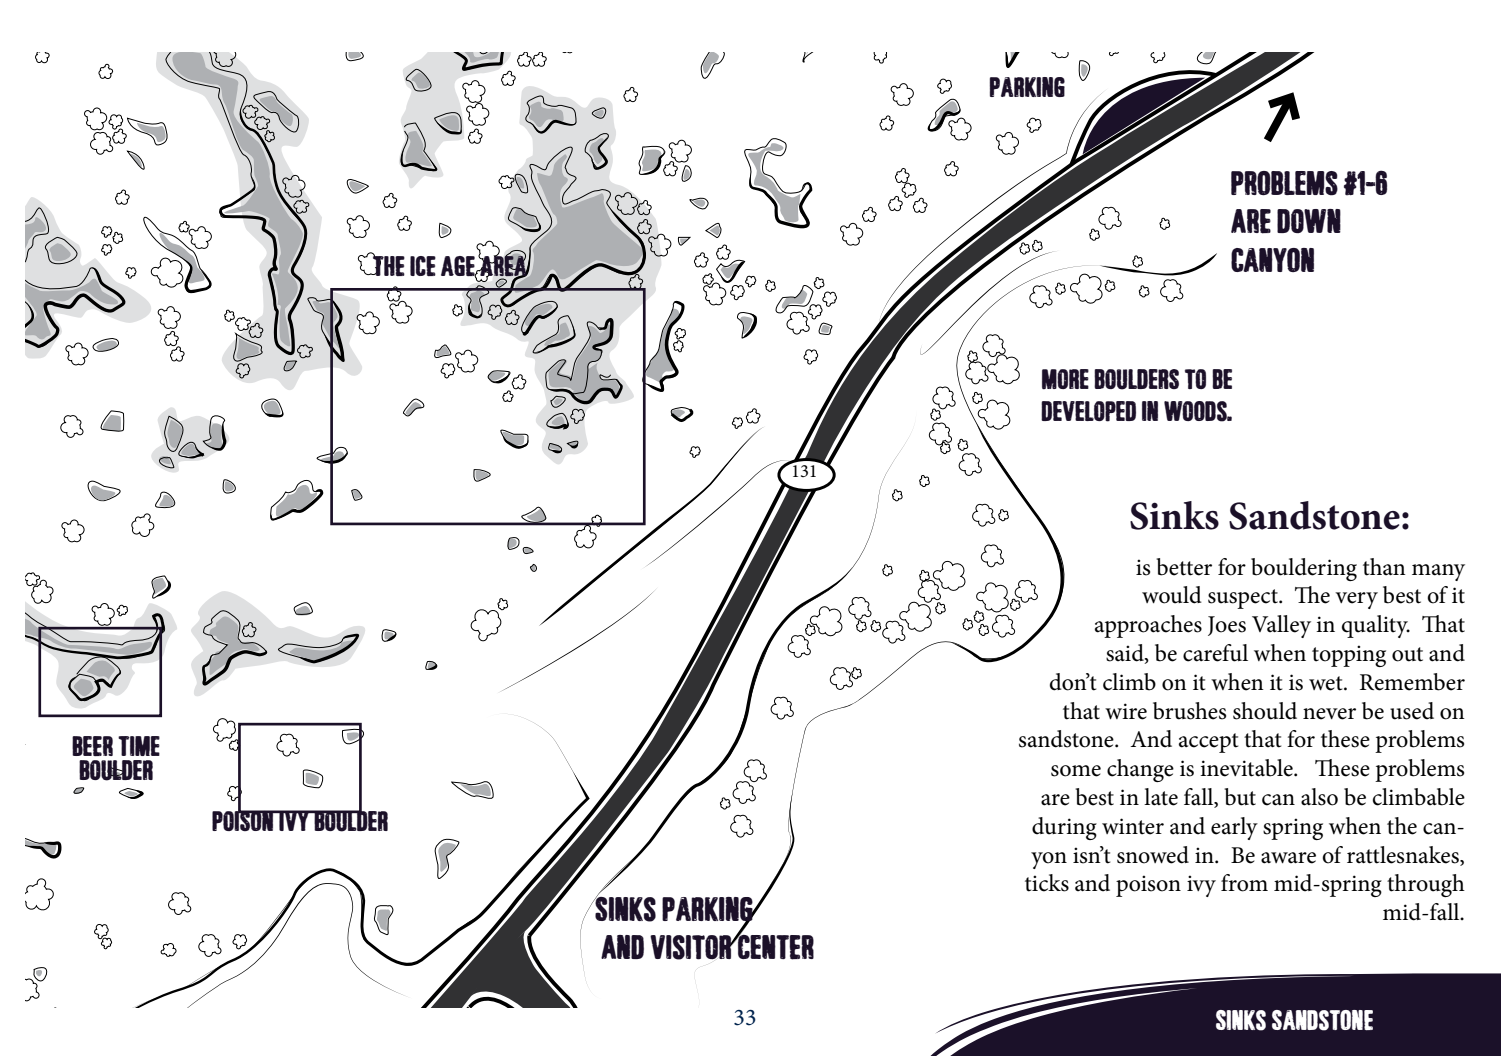 PARKING
PROBLEMS #1-6
ARE DOWN
CANYON
THE ICE AGE AREA
MORE BOULDERS TO BE
DEVELOPED IN WOODS.
131
Sinks Sandstone:
is better for bouldering than many
would suspect.  The very best of it
approaches Joes Valley in quality.  That
said, be careful when topping out and
don't climb on it when it is wet.  Remember
that wire brushes should never be used on
sandstone.  And accept that for these problems
some change is inevitable.   These problems
are best in late fall, but can also be climbable
during winter and early spring when the can-
yon isn't snowed in.  Be aware of rattlesnakes,
ticks and poison ivy from mid-spring through
mid-fall.
BEER TIME
BOULDER
POISON IVY BOULDER
SINKS PARKING
AND VISITOR CENTER
33
SINKS SANDSTONE